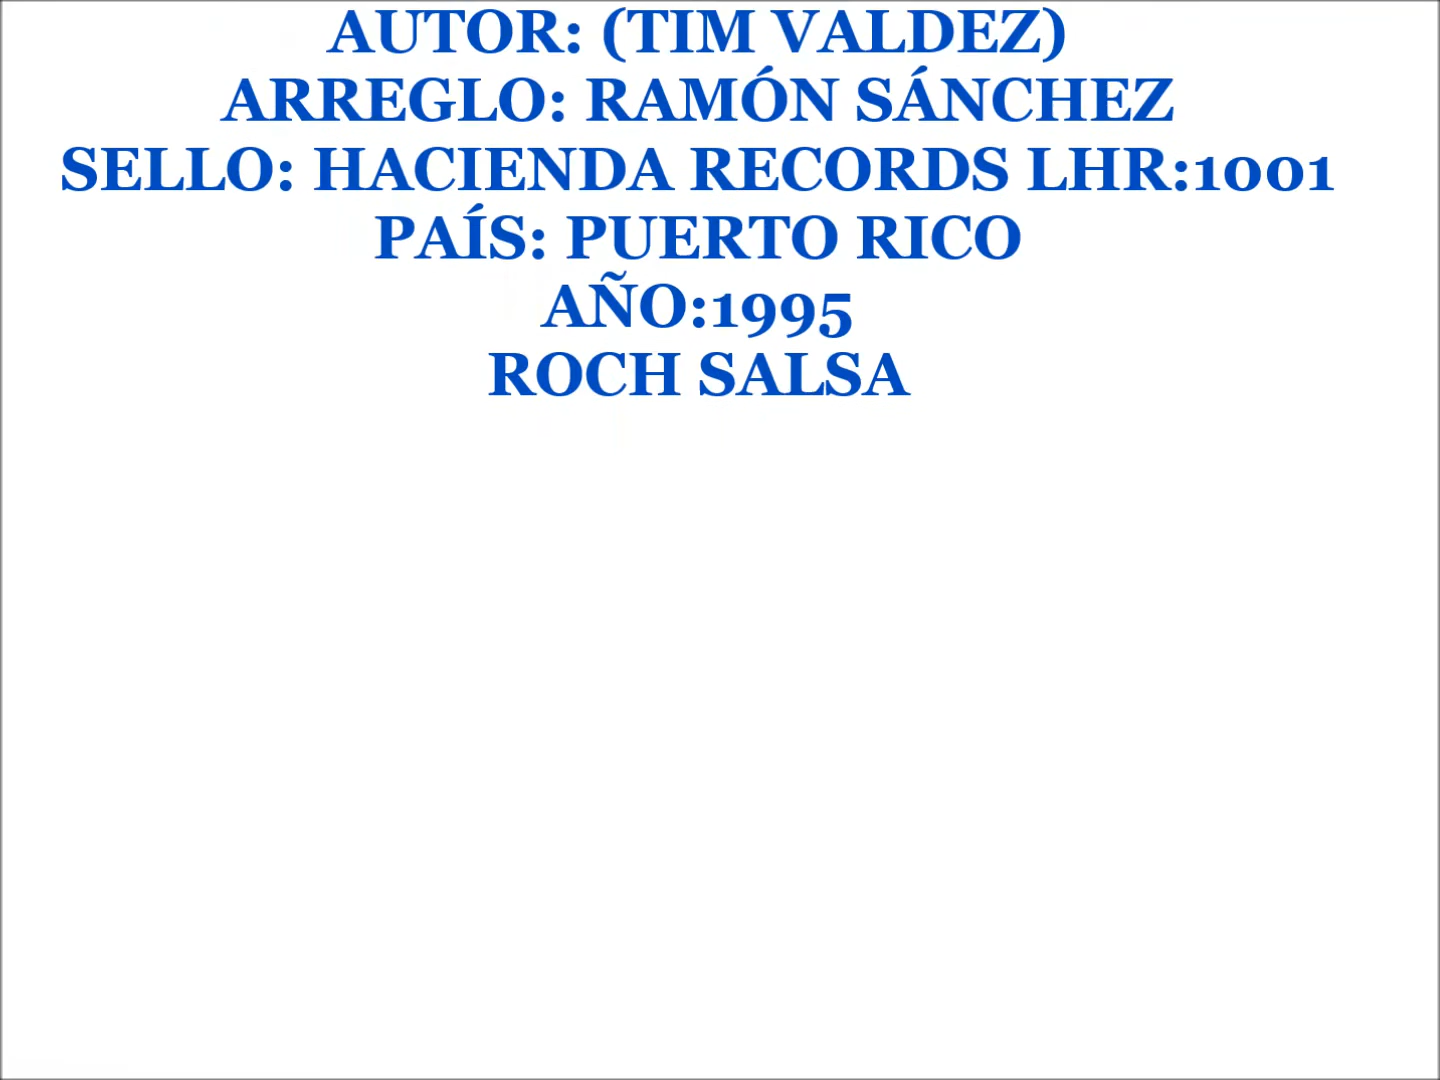 AUTOR: (TIM VALDEZ)
ARREGLO: RAMÓN SÁNCHEZ
SELLO: HACIENDA RECORDS LHR:1001
PAÍS: PUERTO RICO
AÑO:1995
ROCH SALSA